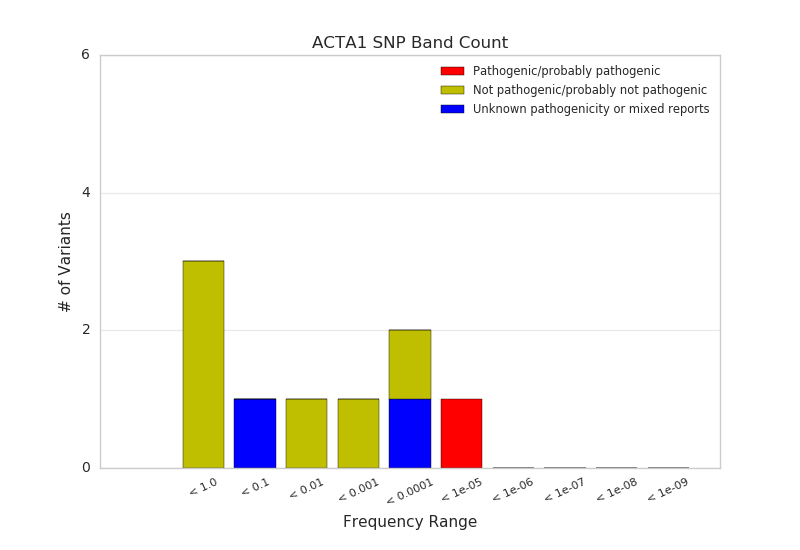 ACTA1 SNP Band Count
6
4
2
0
# of Variants
Pathogenic/probably pathogenic
Not pathogenic/probably not pathogenic
Unknown pathogenicity or mixed reports
< 1.0
< 0.1
< 0.01
< 0.001
< 0.0001
< 1e-05
< 1e-06
< 1e-07
< 1e-08
< 1e-09
Frequency Range